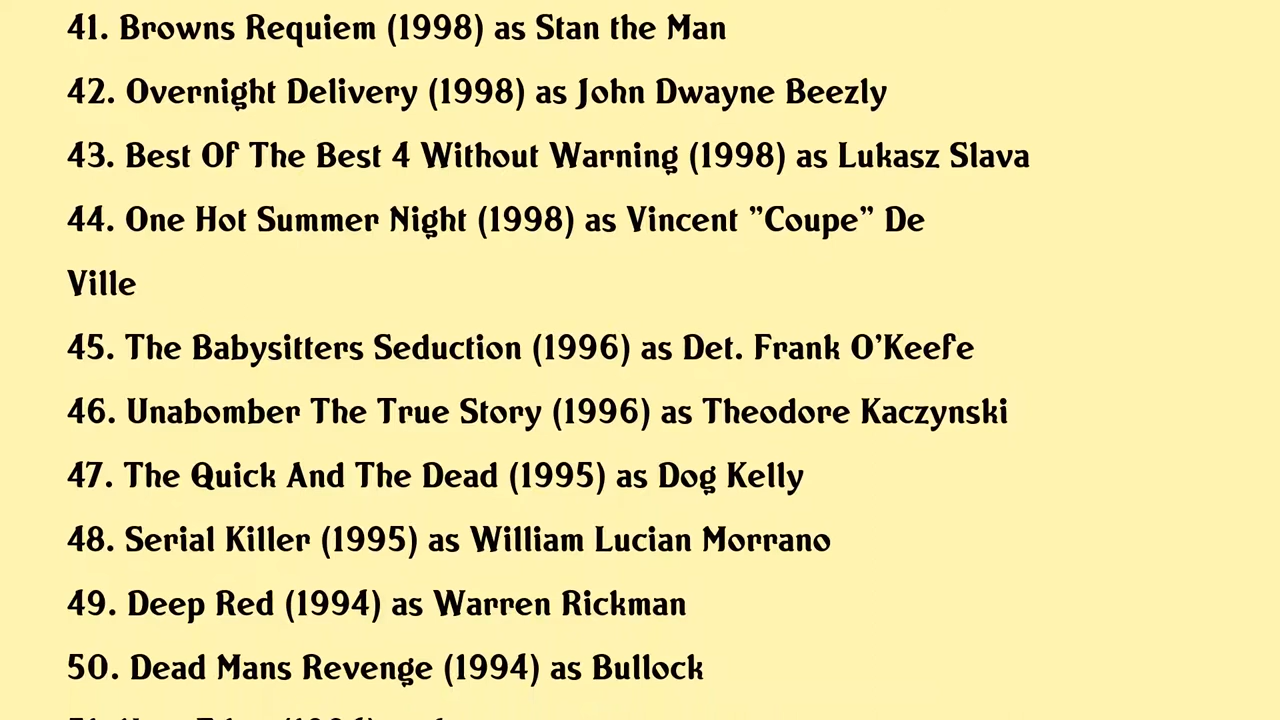 41. Browns Requiem (1998) as Stan the Man
42. Overnight Delivery (1998) as John Dwayne Beezly
43. Best Of The Best 4 Without Warning (1998) as Lukasz Slava
44. One Hot Summer Night (1998) as Vincent "Coupe" De
Ville
45. The Babysitters Seduction (1996) as Det. Frank O'Keefe
46. Unabomber The True Story (1996) as Theodore Kaczynski
47. The Quick And The Dead (1995) as Dog Kelly
48. Serial Killer (1995) as William Lucian Morrano
49. Deep Red (1994) as Warren Rickman
50. Dead Mans Revenge (1994) as Bullock